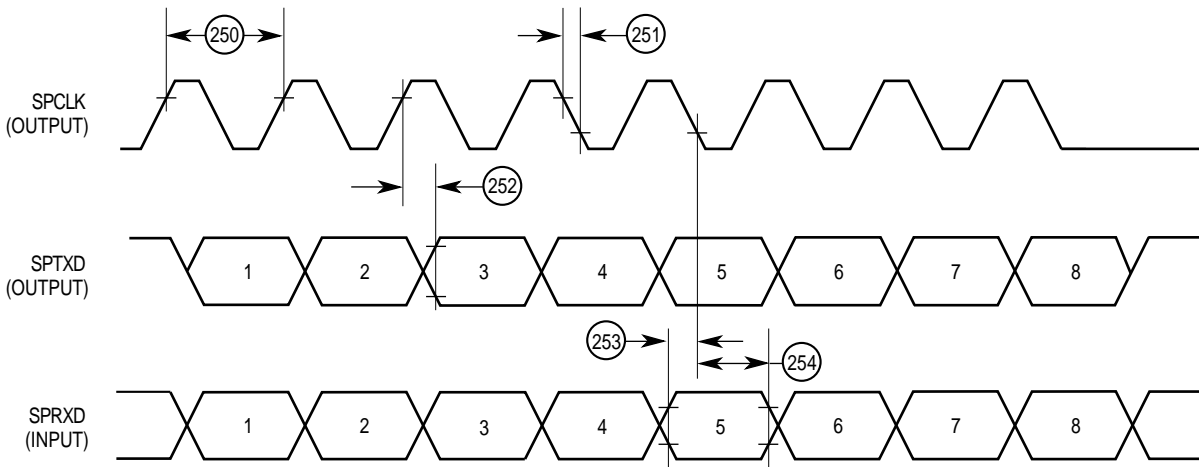 250
251
SPCLK
(OUTPUT)
252
SPTXD
(OUTPUT)
1 2 3 4 5 6 7 8
253
254
SPRXD
(INPUT)
1 2 3 4 5 6 7 8